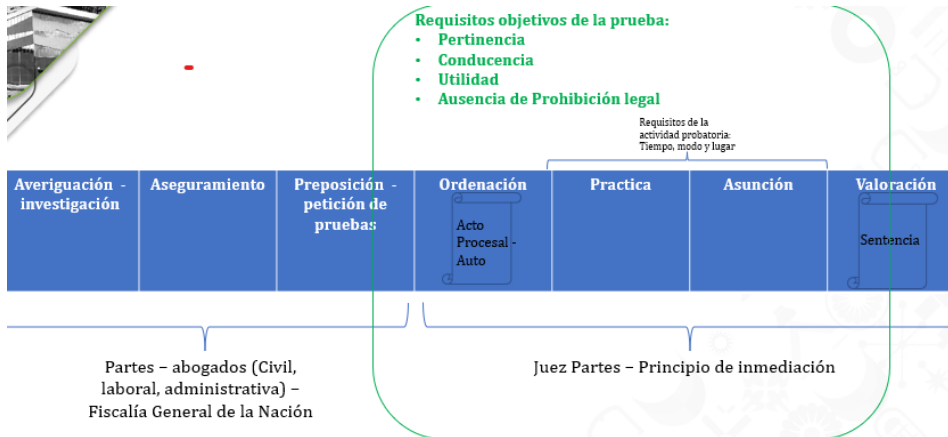 Requisitos objetivos de la prueba:
• Pertinencia
• Conducencia
• Utilidad
• Ausencia de Prohibición legal
Requisitos de la
actividad probatoria:
Tiempo, modo y lugar
Averiguación -
investigación
Aseguramiento
Preposición -
petición de
pruebas
Ordenación
Acto
Procesal -
Auto
Practica
Asunción
Valoración
Sentencia
Partes – abogados (Civil,
laboral, administrativa) –
Fiscalía General de la Nación
Juez Partes – Principio de inmediación